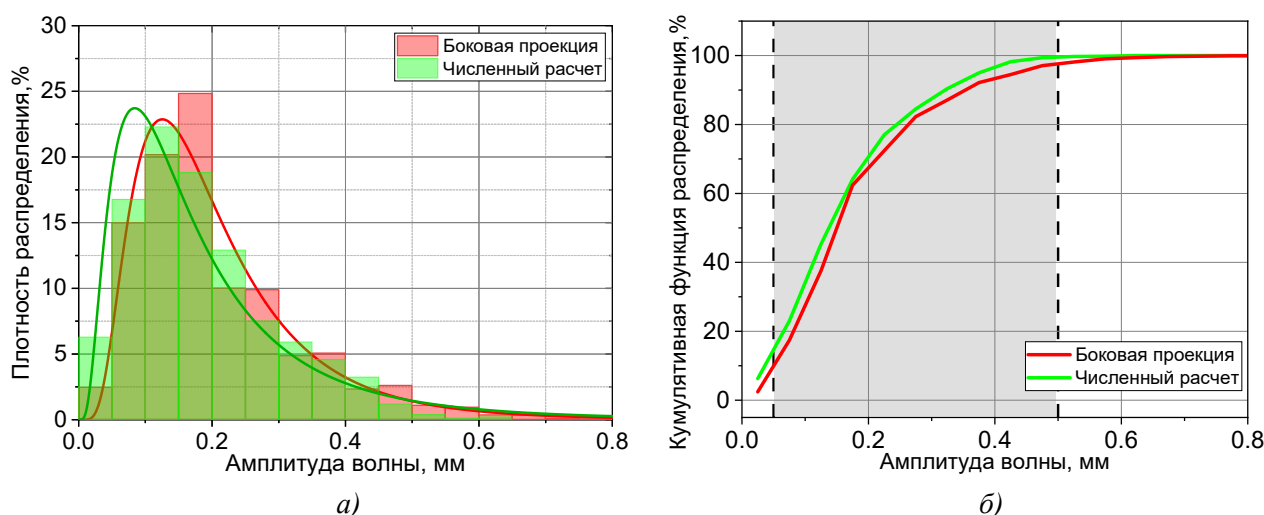 30
25
20
15
10
5
0
Плотность распределения,%
Боковая проекция
Численный расчет
0.0 0.2 0.4 0.6 0.8
Амплитуда волны, мм
а)
100
80
60
40
20
0
Кумулятивная функция распределения,%
Боковая проекция
Численный расчет
0.0 0.2 0.4 0.6 0.8
Амплитуда волны, мм
б)